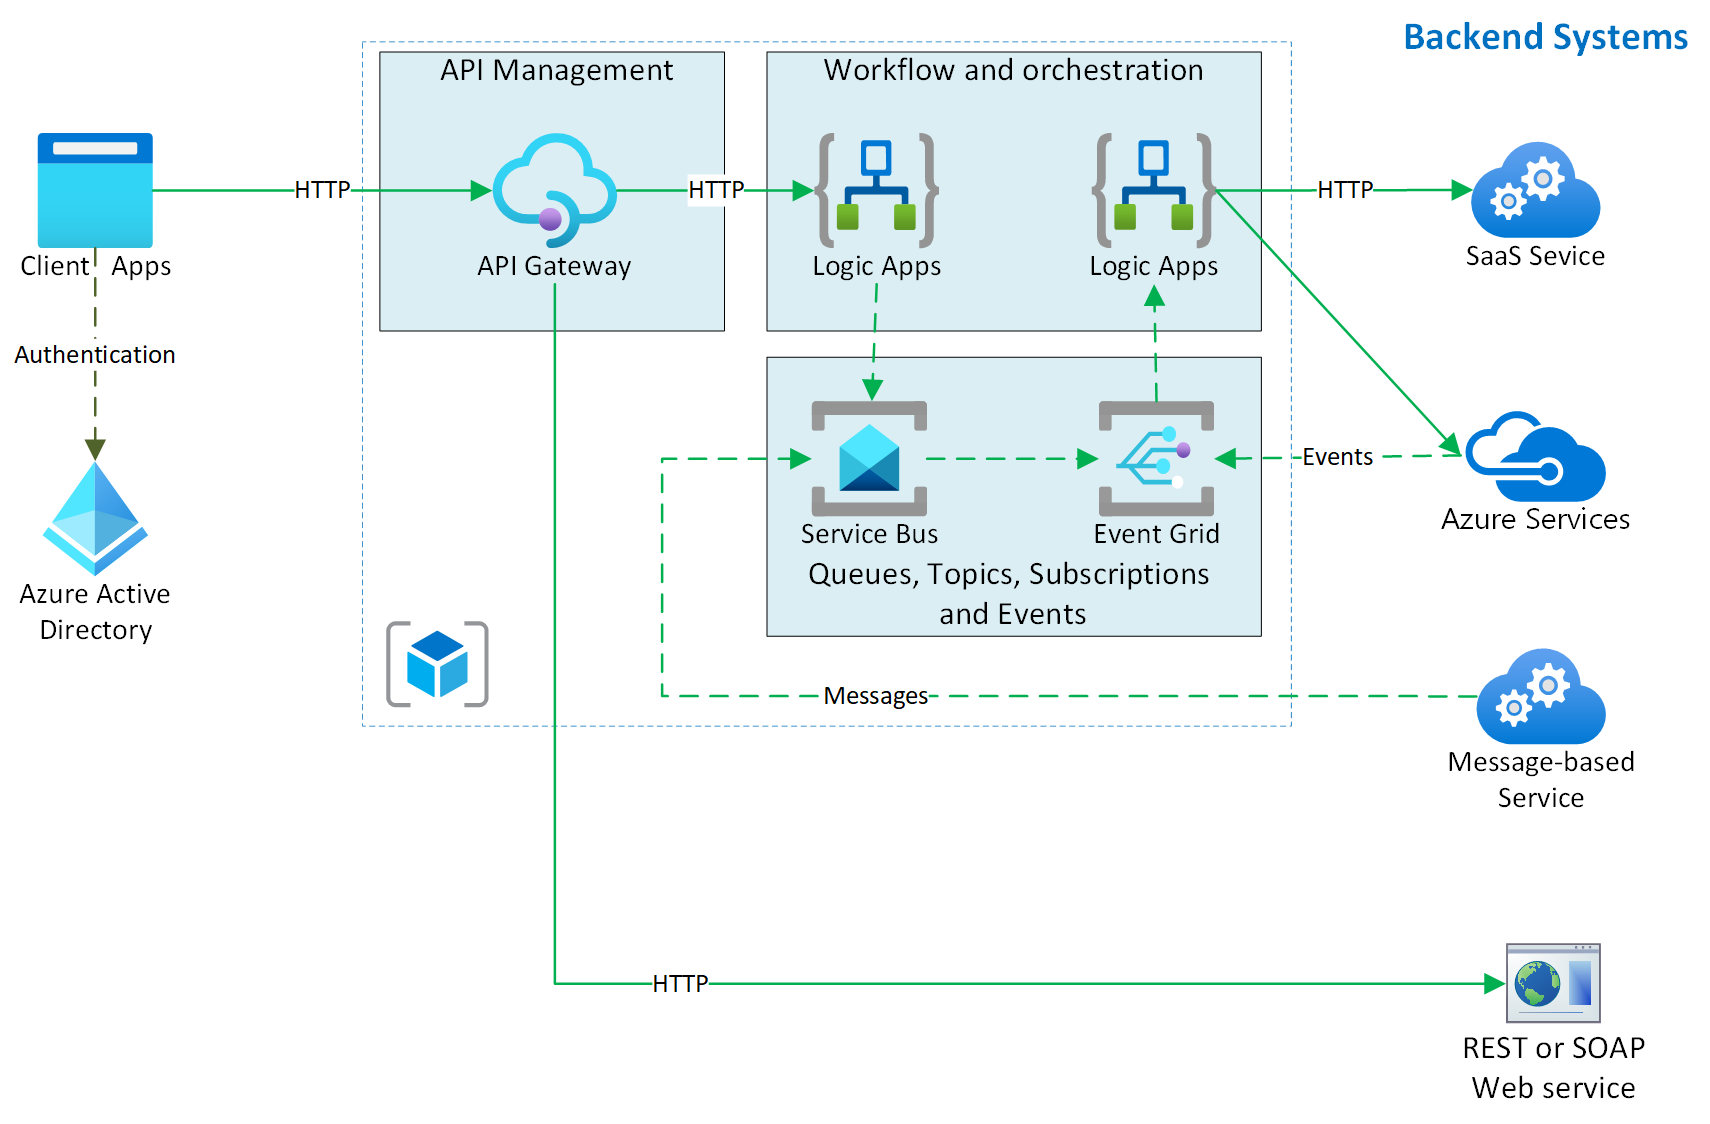 Backend Systems
API Management
Workflow and orchestration
HTTP
HTTP
HTTP
Client Apps
API Gateway
Logic Apps
Logic Apps
SaaS Sevice
Authentication
Events
Service Bus
Event Grid
Azure Services
Queues, Topics, Subscriptions
and Events
Azure Active
Directory
Messages
Message-based
Service
HTTP
REST or SOAP
Web service